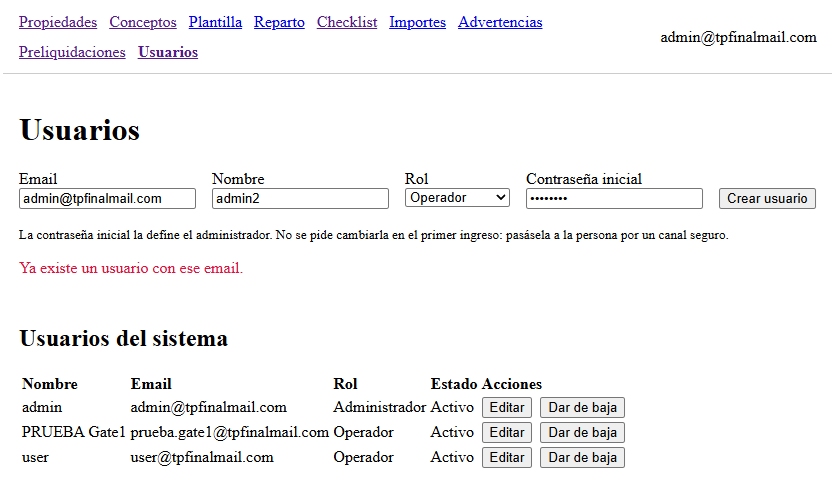 Propiedades Conceptos Plantilla Reparto Checklist Importes Advertencias
admin@tpfinalmail.com
Preliquidaciones Usuarios
Usuarios
Email Nombre Rol Contraseña inicial
admin@tpfinalmail.com admin2 Operador •••••••• Crear usuario
La contraseña inicial la define el administrador. No se pide cambiarla en el primer ingreso: pasásela a la persona por un canal seguro.
Ya existe un usuario con ese email.
Usuarios del sistema
Nombre Email Rol Estado Acciones
admin admin@tpfinalmail.com Administrador Activo Editar Dar de baja
PRUEBA Gate1 prueba.gate1@tpfinalmail.com Operador Activo Editar Dar de baja
user user@tpfinalmail.com Operador Activo Editar Dar de baja